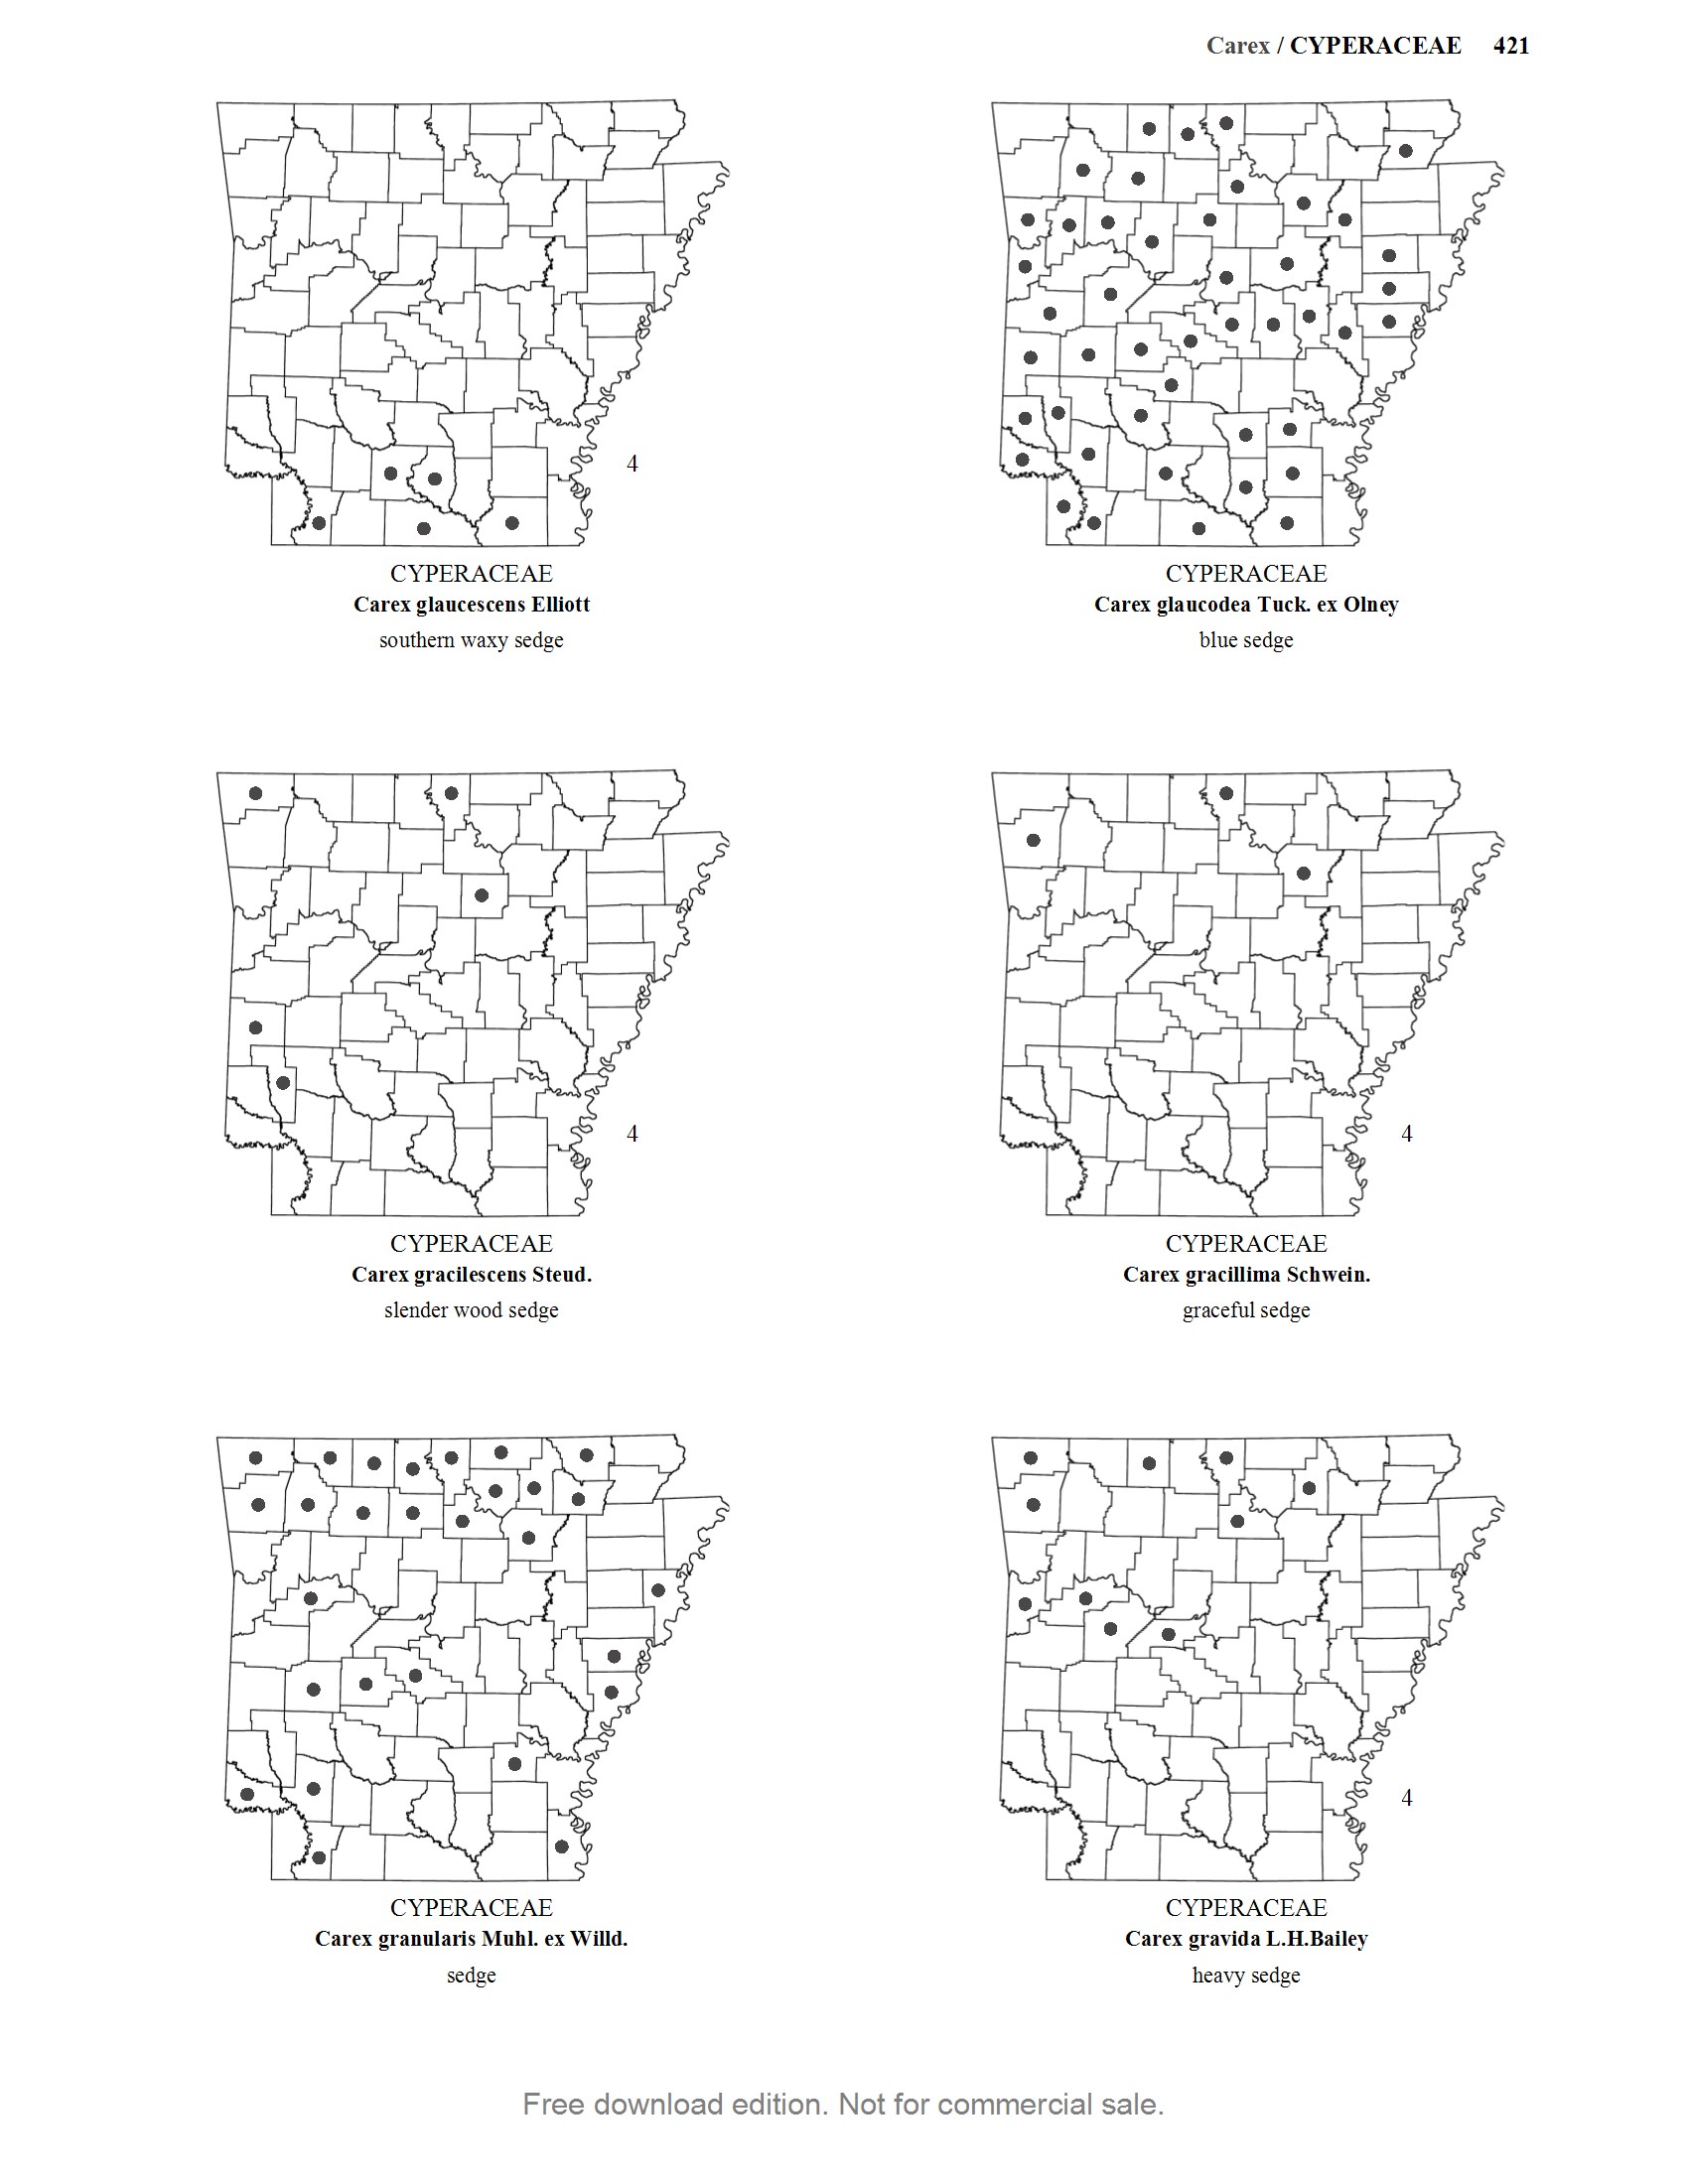 Carex / CYPERACEAE 421
4
CYPERACEAE
Carex glaucescens Elliott
southern waxy sedge
CYPERACEAE
Carex glaucodea Tuck. ex Olney
blue sedge
4
CYPERACEAE
Carex gracilescens Steud.
slender wood sedge
4
CYPERACEAE
Carex gracillima Schwein.
graceful sedge
CYPERACEAE
Carex granularis Muhl. ex Willd.
sedge
4
CYPERACEAE
Carex gravida L.H.Bailey
heavy sedge
Free download edition. Not for commercial sale.